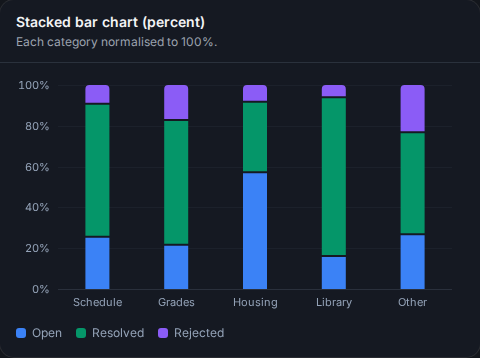 Stacked bar chart (percent)
Each category normalised to 100%.
100%
80%
60%
40%
20%
0%
Schedule Grades Housing Library Other
Open Resolved Rejected